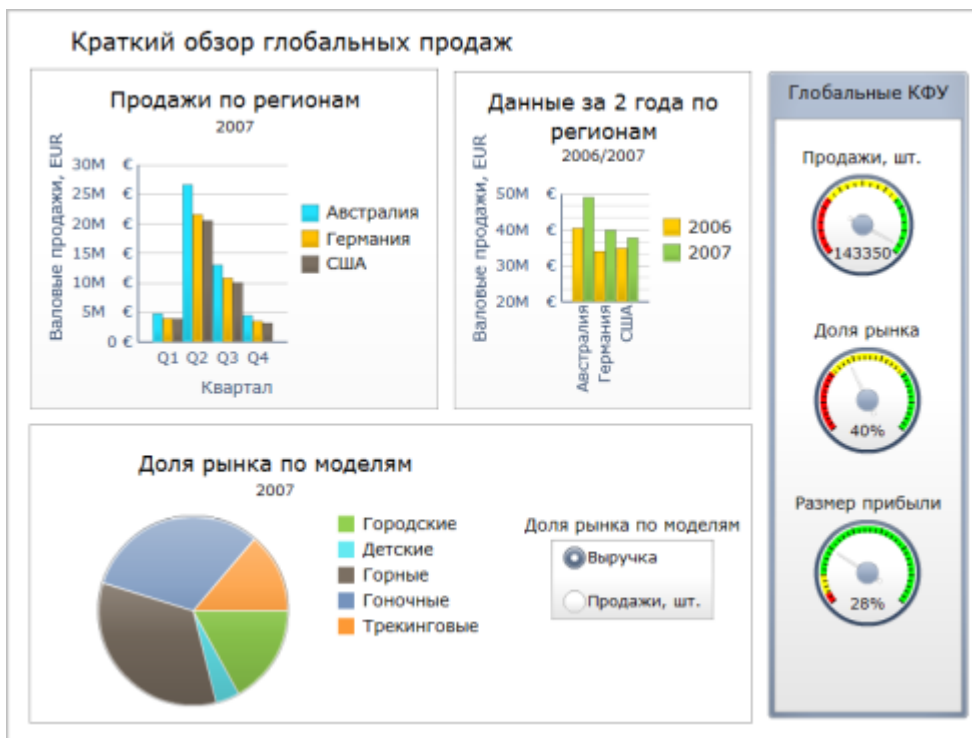 Краткий обзор глобальных продаж
Продажи по регионам
2007
Валовые продажи, EUR
30M €
25M €
20M €
15M €
10M €
5M €
0 €
Q1 Q2 Q3 Q4
Квартал
Австралия
Германия
США
Данные за 2 года по
регионам
2006/2007
Валовые продажи, EUR
50M €
40M €
30M €
20M €
Австралия
Германия
США
2006
2007
Глобальные КФУ
Продажи, шт.
143350
Доля рынка
40%
Размер прибыли
28%
Доля рынка по моделям
2007
Городские
Детские
Горные
Гоночные
Трекинговые
Доля рынка по моделям
Выручка
Продажи, шт.